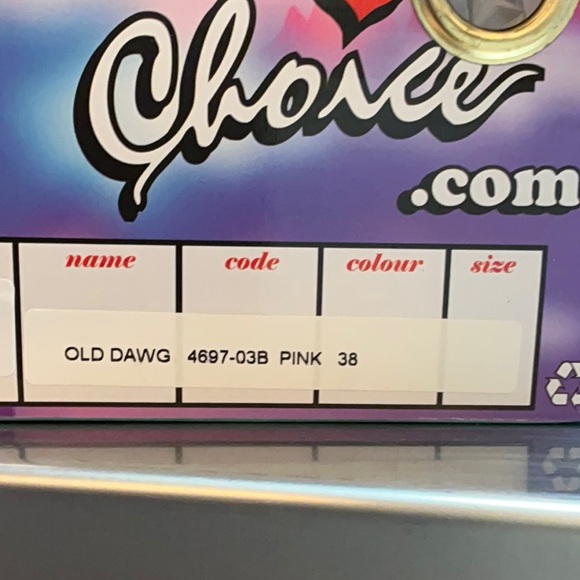 Choice
.com
name code colour size
OLD DAWG 4697-03B PINK 38